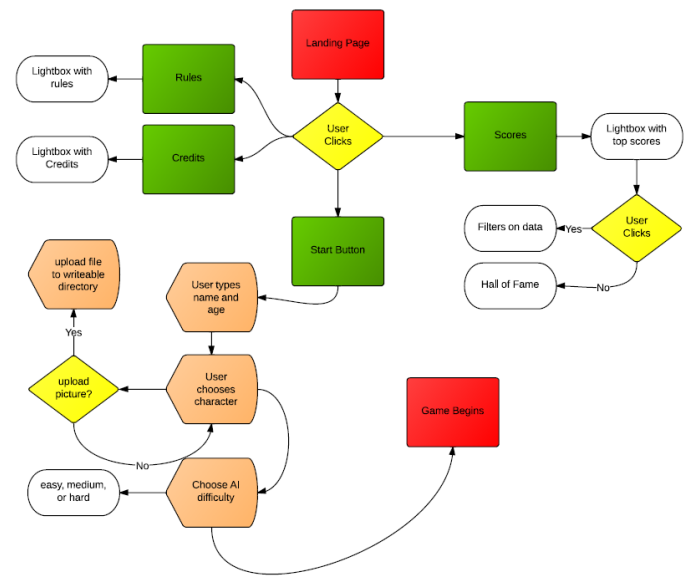 Landing Page
Lightbox with
rules
Rules
User
Clicks
Scores
Lightbox with
top scores
Lightbox with
Credits
Credits
Start Button
Filters on data
Yes
User
Clicks
Hall of Fame
No
upload file
to writeable
directory
User types
name and
age
Yes
upload
picture?
User
chooses
character
Game Begins
No
easy, medium,
or hard
Choose AI
difficulty